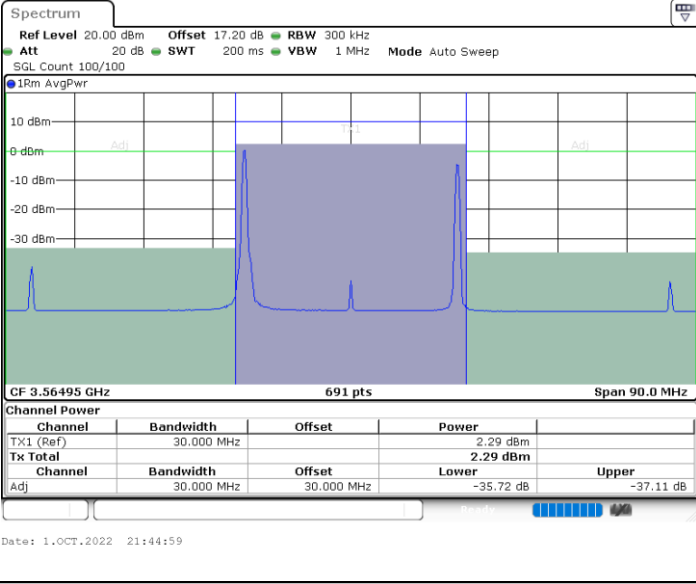 Spectrum
Ref Level 20.00 dBm Offset 17.20 dB RBW 300 kHz
Att 20 dB SWT 200 ms VBW 1 MHz Mode Auto Sweep
SGL Count 100/100
1Rm AvgPwr
10 dBm
TX1
Adj Adj
0 dBm
-10 dBm
-20 dBm
-30 dBm
CF 3.56495 GHz 691 pts Span 90.0 MHz
Channel Power
Channel Bandwidth Offset Power
TX1 (Ref) 30.000 MHz 2.29 dBm
Tx Total 2.29 dBm
Channel Bandwidth Offset Lower Upper
Adj 30.000 MHz 30.000 MHz -35.72 dB -37.11 dB
Ready
Date: 1.OCT.2022 21:44:59